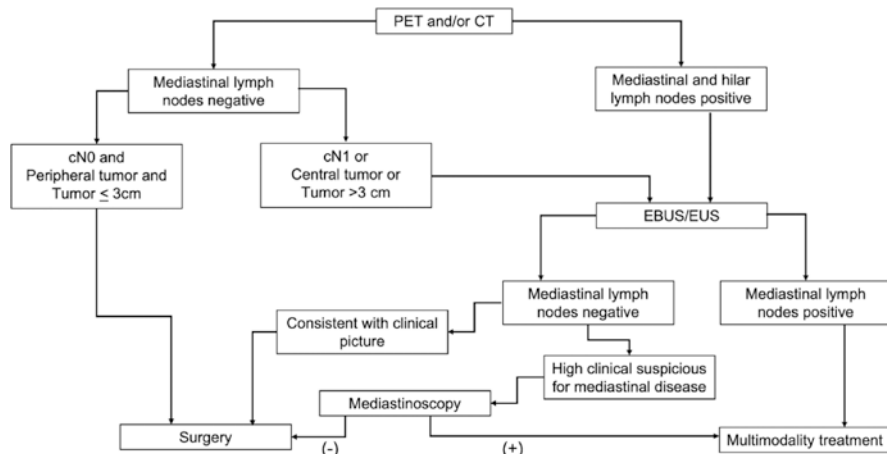 PET and/or CT
Mediastinal lymph
nodes negative
Mediastinal and hilar
lymph nodes positive
cN0 and
Peripheral tumor and
Tumor ≤ 3cm
cN1 or
Central tumor or
Tumor >3 cm
EBUS/EUS
Mediastinal lymph
nodes negative
Mediastinal lymph
nodes positive
Consistent with clinical
picture
High clinical suspicious
for mediastinal disease
Mediastinoscopy
Surgery
(-)
(+)
Multimodality treatment